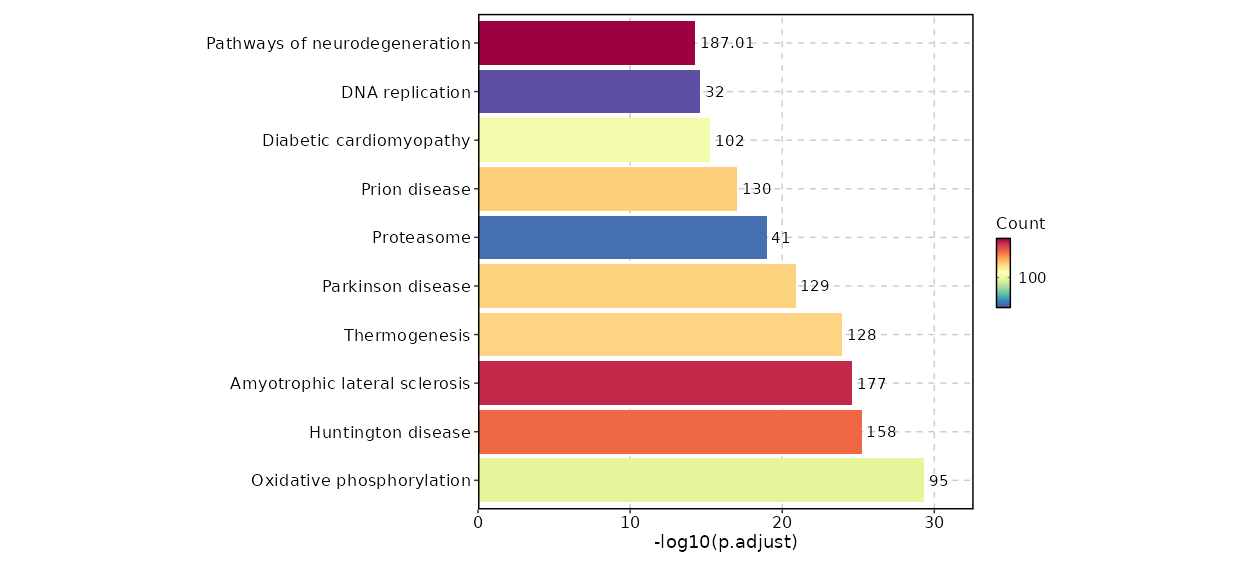 Pathways of neurodegeneration 187.01
DNA replication 32
Diabetic cardiomyopathy 102
Prion disease 130
Proteasome 41
Parkinson disease 129
Thermogenesis 128
Amyotrophic lateral sclerosis 177
Huntington disease 158
Oxidative phosphorylation 95
0 10 20 30
-log10(p.adjust)
Count
100